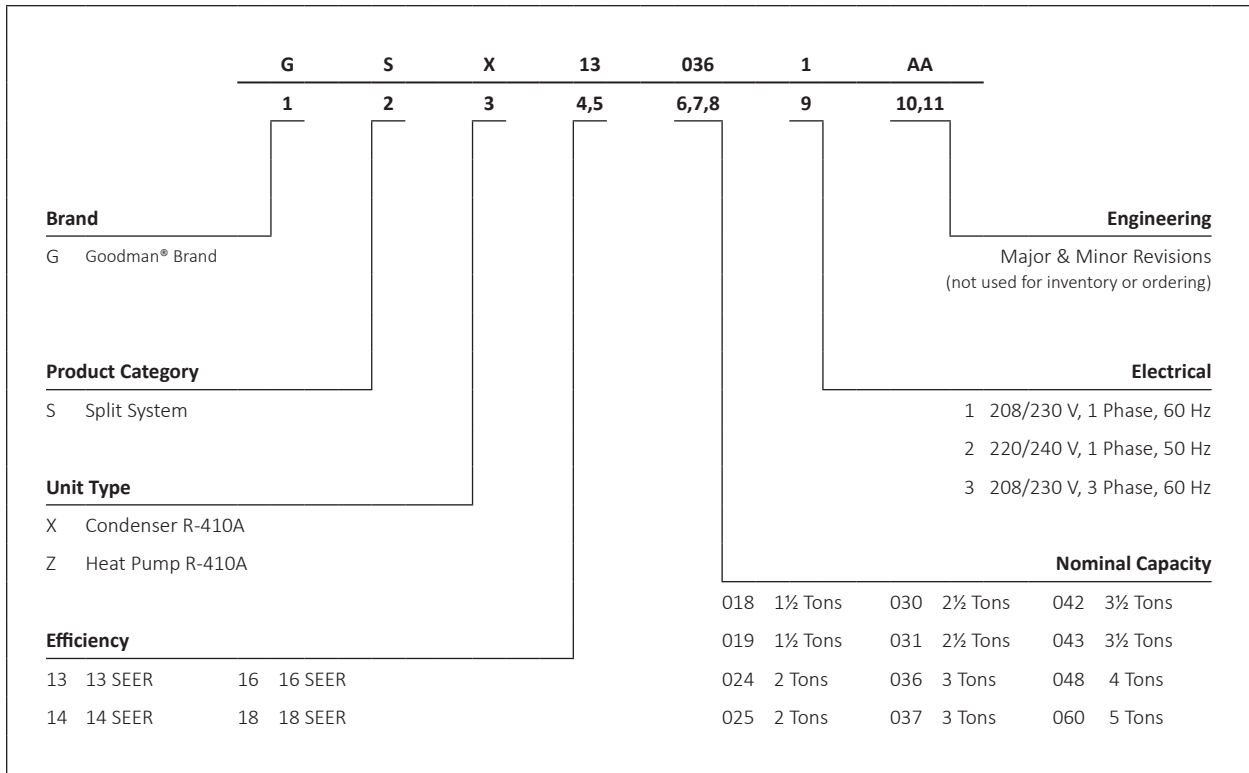 G S X 13 036 1 AA
1 2 3 4,5 6,7,8 9 10,11
Brand
G Goodman® Brand
Engineering
Major & Minor Revisions
(not used for inventory or ordering)
Product Category
S Split System
Electrical
1 208/230 V, 1 Phase, 60 Hz
2 220/240 V, 1 Phase, 50 Hz
3 208/230 V, 3 Phase, 60 Hz
Unit Type
X Condenser R-410A
Z Heat Pump R-410A
Nominal Capacity
018 1½ Tons 030 2½ Tons 042 3½ Tons
019 1½ Tons 031 2½ Tons 043 3½ Tons
024 2 Tons 036 3 Tons 048 4 Tons
025 2 Tons 037 3 Tons 060 5 Tons
Efficiency
13 13 SEER 16 16 SEER
14 14 SEER 18 18 SEER